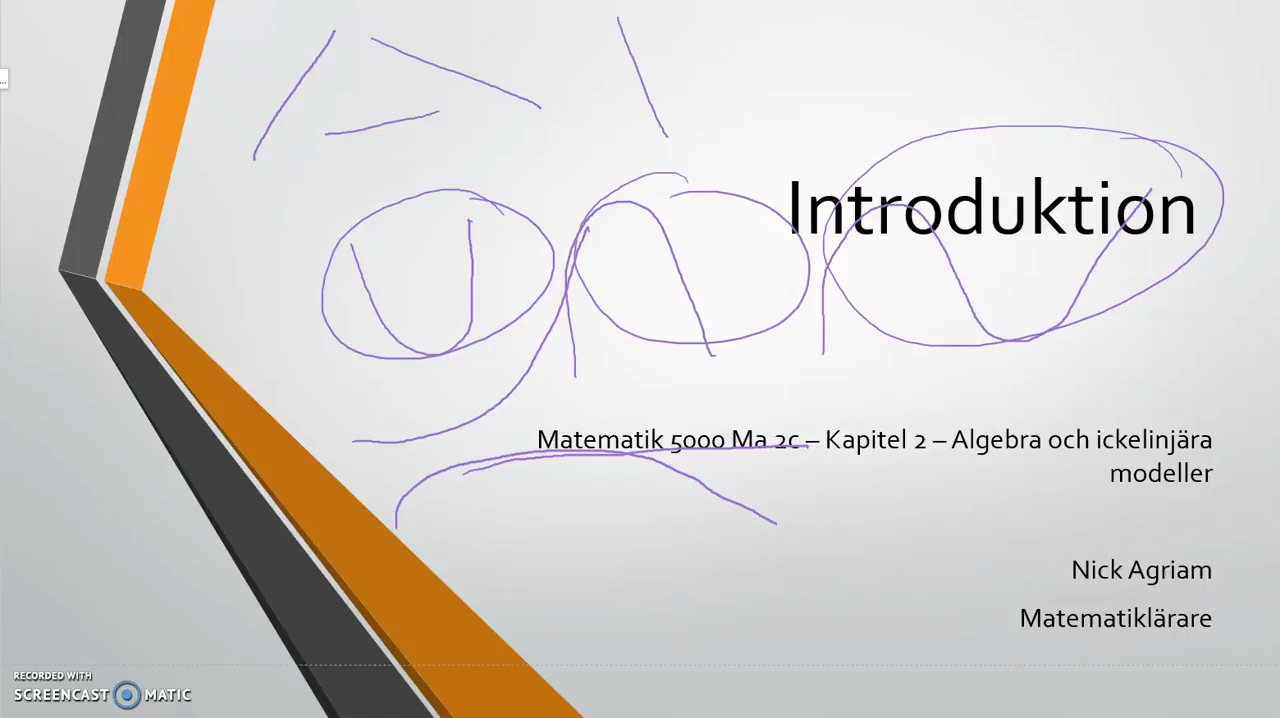 Introduktion
Matematik 5000 Ma 2c – Kapitel 2 – Algebra och ickelinjära
modeller
Nick Agriam
Matematiklärare
RECORDED WITH
SCREENCAST MATIC